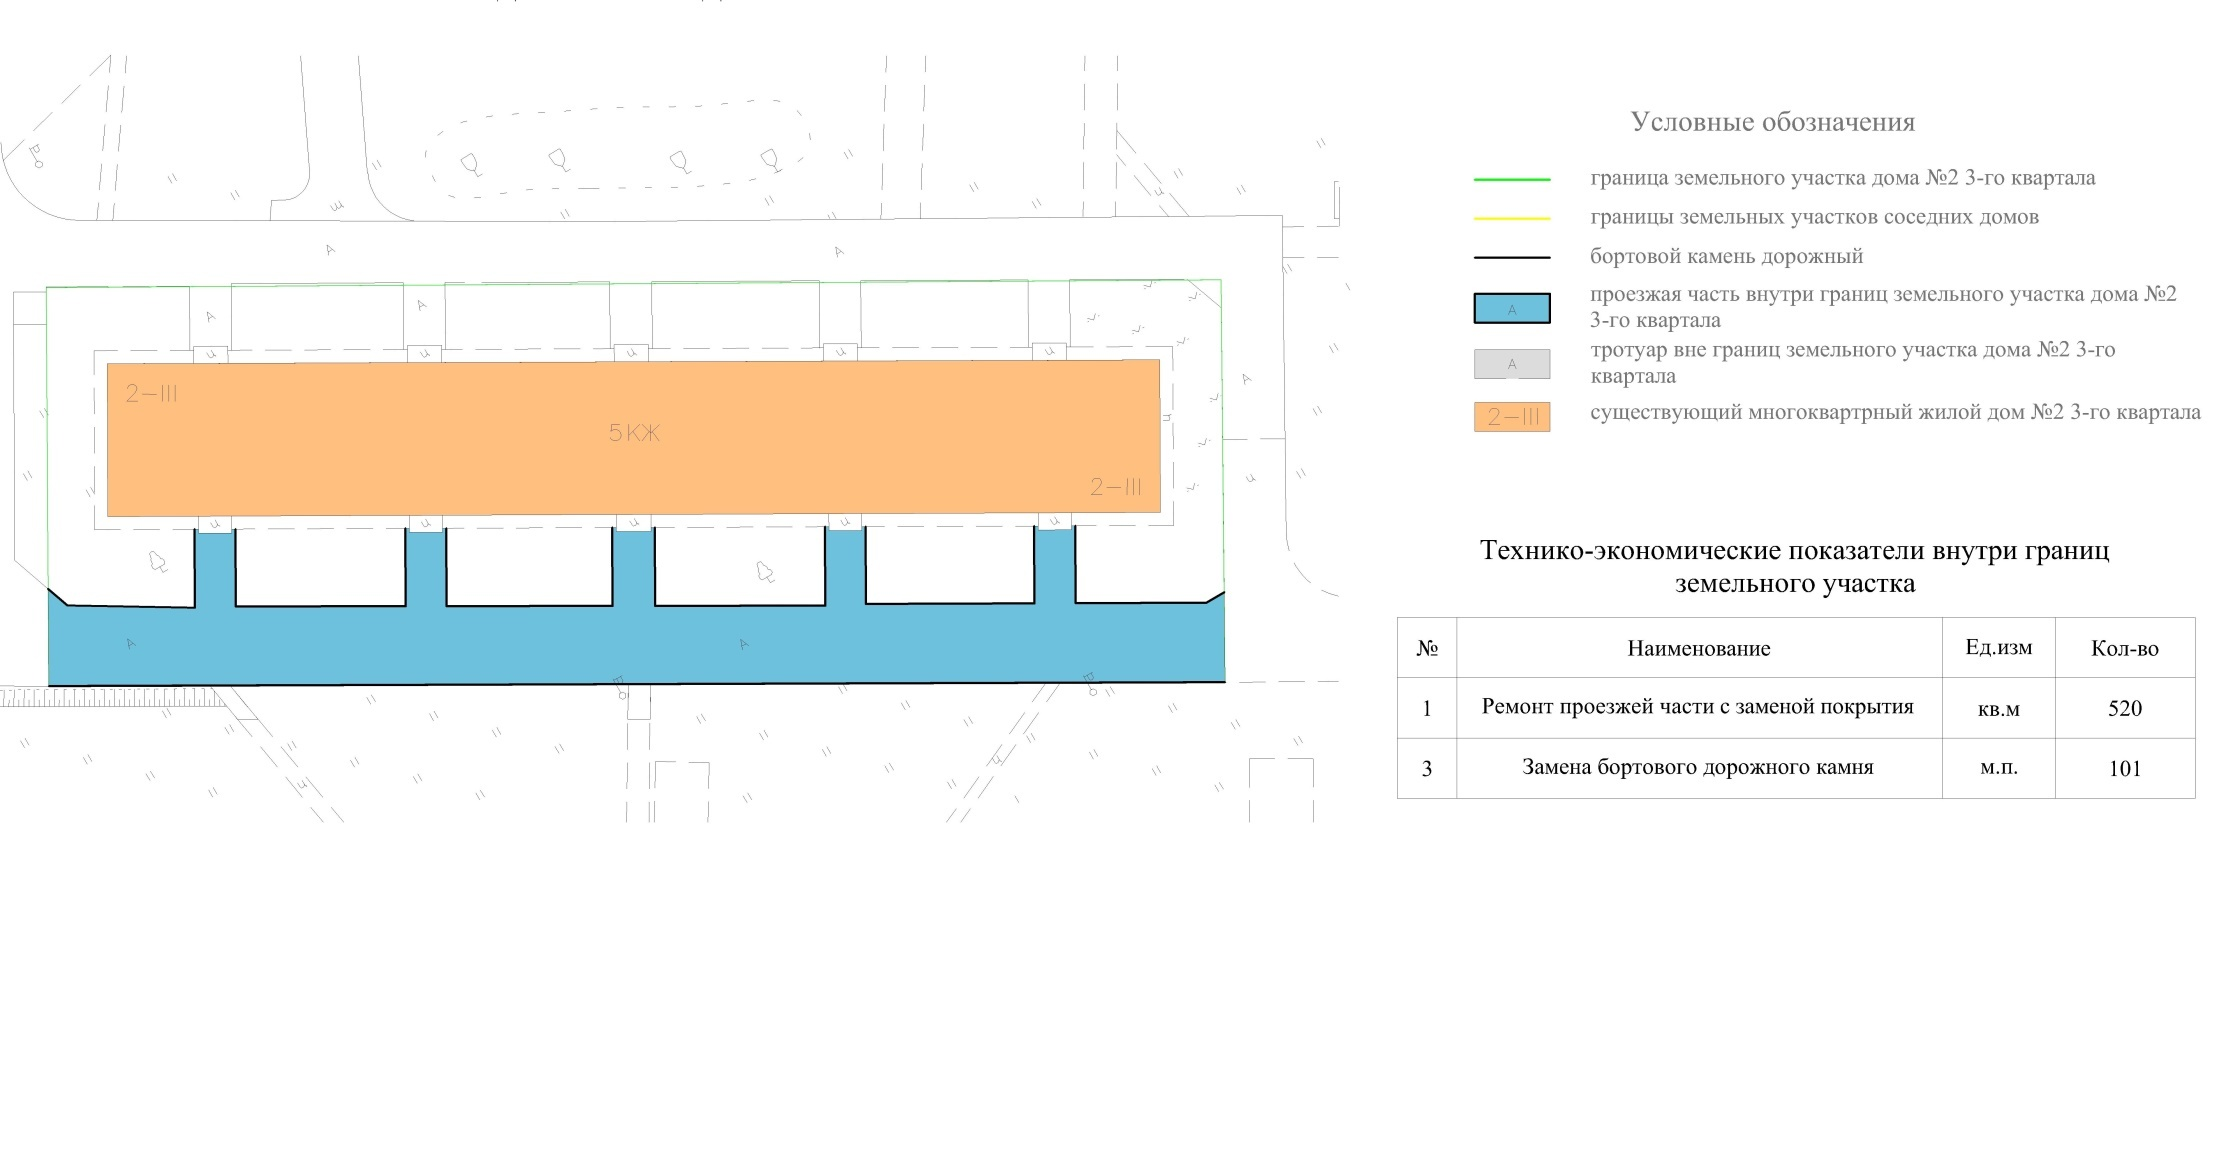 Условные обозначения
граница земельного участка дома №2 3-го квартала
границы земельных участков соседних домов
бортовой камень дорожный
проезжая часть внутри границ земельного участка дома №2
3-го квартала
А
тротуар вне границ земельного участка дома №2 3-го
квартала
А
2-III
существующий многоквартрный жилой дом №2 3-го квартала
А
А
А
А
А
ц
ц
ц
ц
ц
2-III
5КЖ
2-III
ц
ц
ц
ц
ц
А
А
Технико-экономические показатели внутри границ
земельного участка
№ Наименование Ед.изм Кол-во
1 Ремонт проезжей части с заменой покрытия кв.м 520
3 Замена бортового дорожного камня м.п. 101